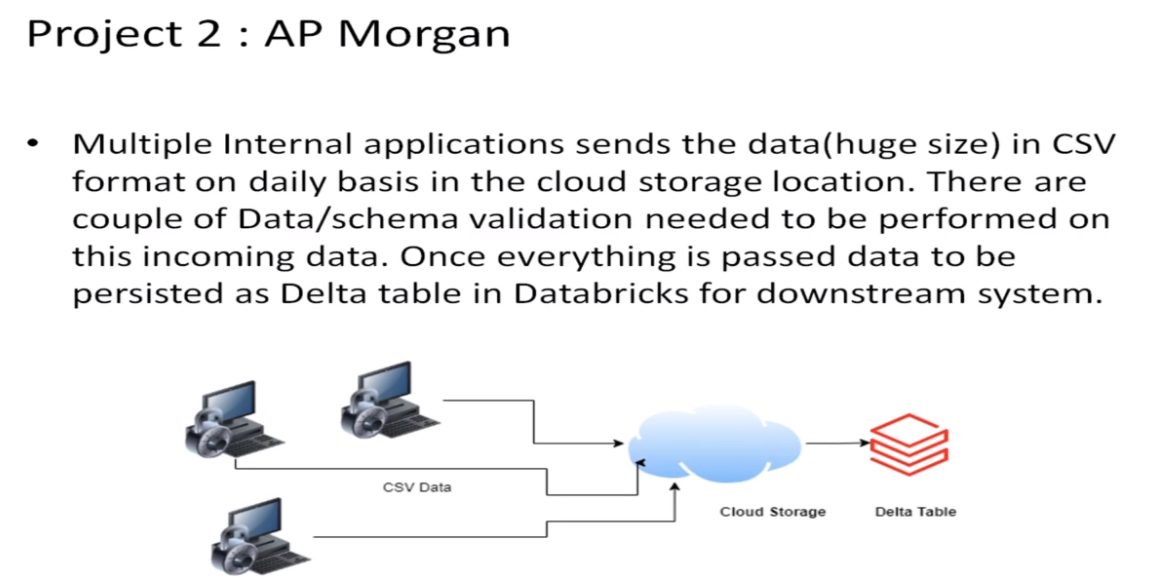 Project 2 : AP Morgan
• Multiple Internal applications sends the data(huge size) in CSV
format on daily basis in the cloud storage location. There are
couple of Data/schema validation needed to be performed on
this incoming data. Once everything is passed data to be
persisted as Delta table in Databricks for downstream system.
CSV Data
Cloud Storage
Delta Table